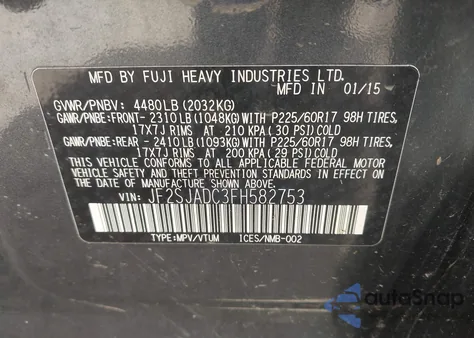 MFD BY FUJI HEAVY INDUSTRIES LTD. MFD IN 01/15
GVWR/PNBV: 4480LB (2032KG)
GAWR/PNBE:FRONT- 2310LB (1048KG) WITH P225/60R17 98H TIRES,
17X7J RIMS AT 210 KPA ( 30 PSI) COLD
GAWR/PNBE:REAR - 2410LB (1093KG) WITH P225/60R17 98H TIRES,
17X7J RIMS AT 200 KPA (29 PSI) COLD
THIS VEHICLE CONFORMS TO ALL APPLICABLE FEDERAL MOTOR
VEHICLE SAFETY STANDARDS IN EFFECT ON THE DATE OF
MANUFACTURE SHOWN ABOVE.
VIN: JF2SJADC3FH582753
TYPE:MPV/VTUM ICES/NMB-002
autoSnap